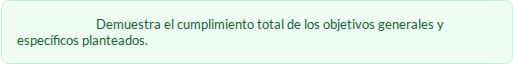 Demuestra el cumplimiento total de los objetivos generales y
específicos planteados.